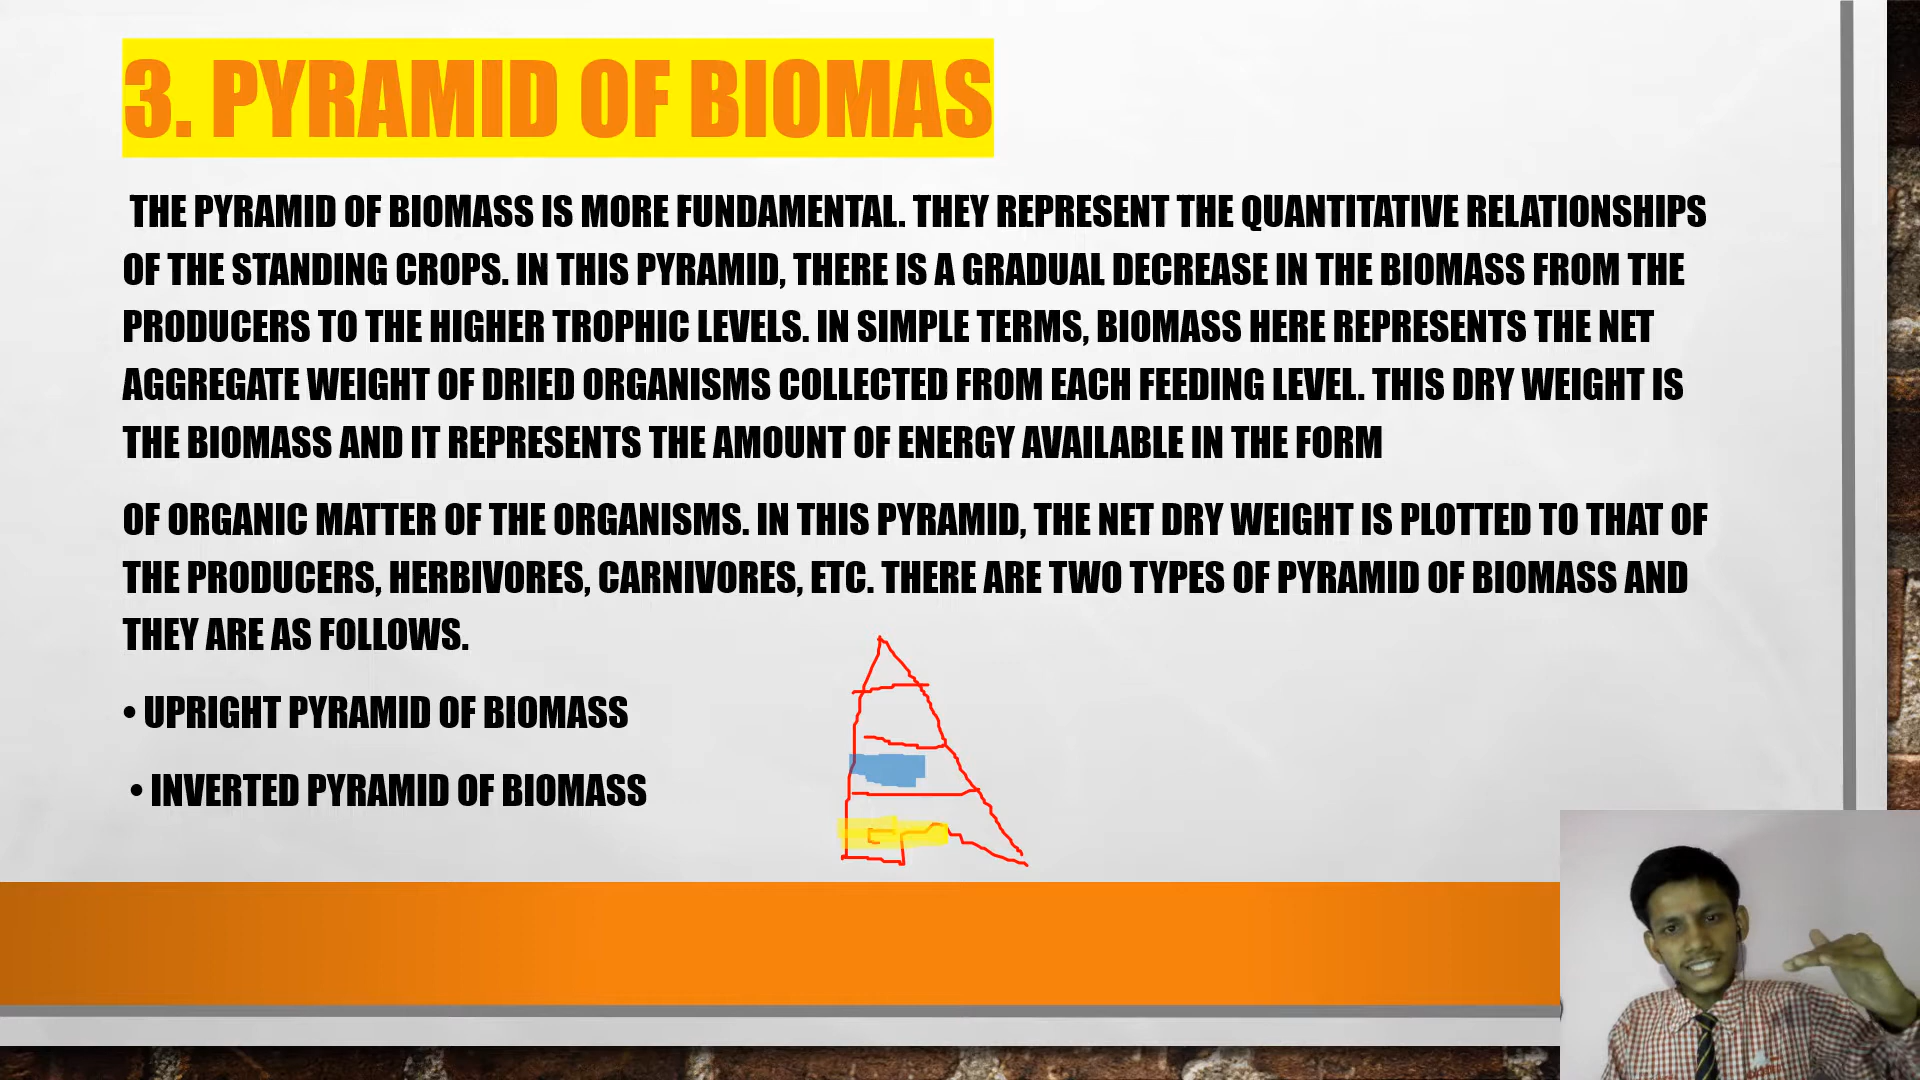 3. PYRAMID OF BIOMAS
THE PYRAMID OF BIOMASS IS MORE FUNDAMENTAL. THEY REPRESENT THE QUANTITATIVE RELATIONSHIPS
OF THE STANDING CROPS. IN THIS PYRAMID, THERE IS A GRADUAL DECREASE IN THE BIOMASS FROM THE
PRODUCERS TO THE HIGHER TROPHIC LEVELS. IN SIMPLE TERMS, BIOMASS HERE REPRESENTS THE NET
AGGREGATE WEIGHT OF DRIED ORGANISMS COLLECTED FROM EACH FEEDING LEVEL. THIS DRY WEIGHT IS
THE BIOMASS AND IT REPRESENTS THE AMOUNT OF ENERGY AVAILABLE IN THE FORM
OF ORGANIC MATTER OF THE ORGANISMS. IN THIS PYRAMID, THE NET DRY WEIGHT IS PLOTTED TO THAT OF
THE PRODUCERS, HERBIVORES, CARNIVORES, ETC. THERE ARE TWO TYPES OF PYRAMID OF BIOMASS AND
THEY ARE AS FOLLOWS.
• UPRIGHT PYRAMID OF BIOMASS
• INVERTED PYRAMID OF BIOMASS